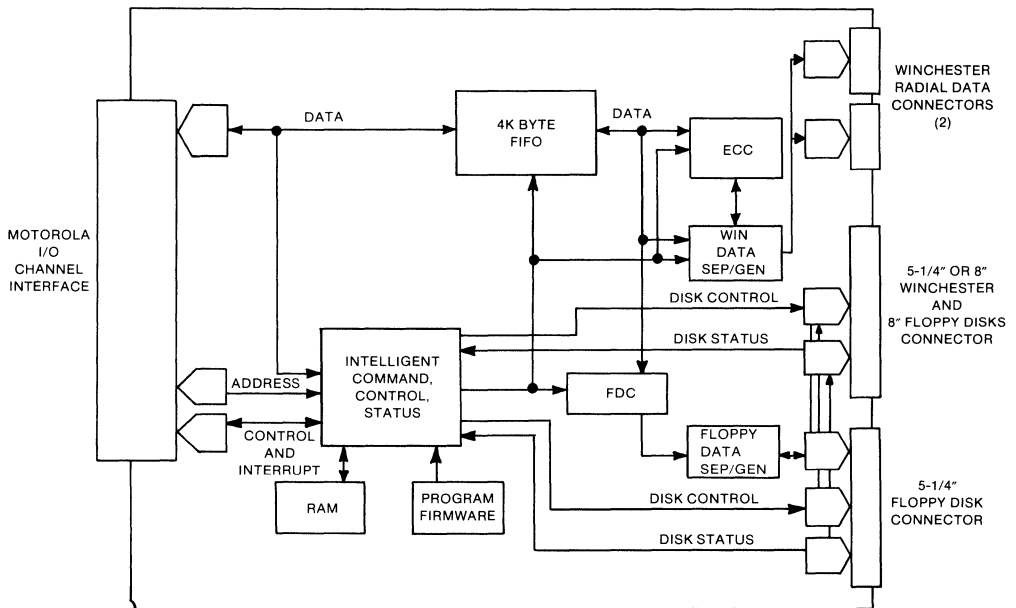 MOTOROLA
I/O
CHANNEL
INTERFACE
DATA
4K BYTE
FIFO
DATA
ECC
WIN
DATA
SEP/GEN
WINCHESTER
RADIAL DATA
CONNECTORS
(2)
DISK CONTROL
DISK STATUS
5-1/4" OR 8"
WINCHESTER
AND
8" FLOPPY DISKS
CONNECTOR
INTELLIGENT
COMMAND,
CONTROL,
STATUS
ADDRESS
CONTROL
AND
INTERRUPT
RAM
PROGRAM
FIRMWARE
FDC
FLOPPY
DATA
SEP/GEN
DISK CONTROL
DISK STATUS
5-1/4"
FLOPPY DISK
CONNECTOR